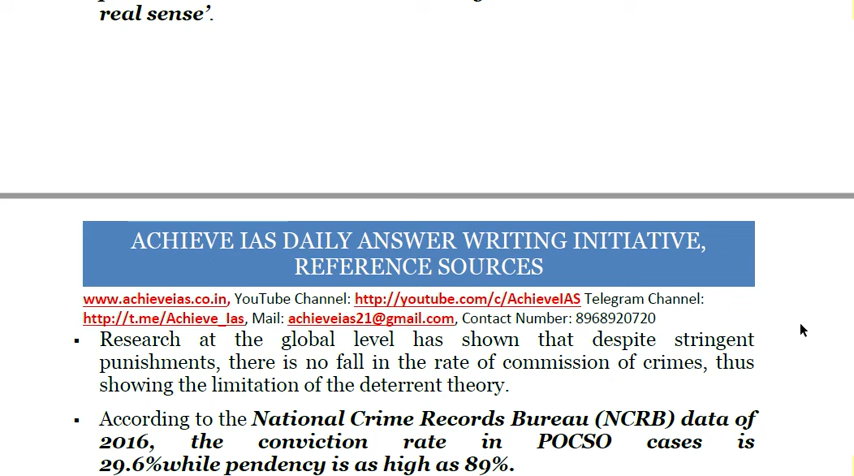 real sense’.
ACHIEVE IAS DAILY ANSWER WRITING INITIATIVE,
REFERENCE SOURCES
www.achieveias.co.in, YouTube Channel: http://youtube.com/c/AchieveIAS Telegram Channel:
http://t.me/Achieve_Ias, Mail: achieveias21@gmail.com, Contact Number: 8968920720
▪ Research at the global level has shown that despite stringent
punishments, there is no fall in the rate of commission of crimes, thus
showing the limitation of the deterrent theory.
▪ According to the National Crime Records Bureau (NCRB) data of
2016, the conviction rate in POCSO cases is
29.6%while pendency is as high as 89%.